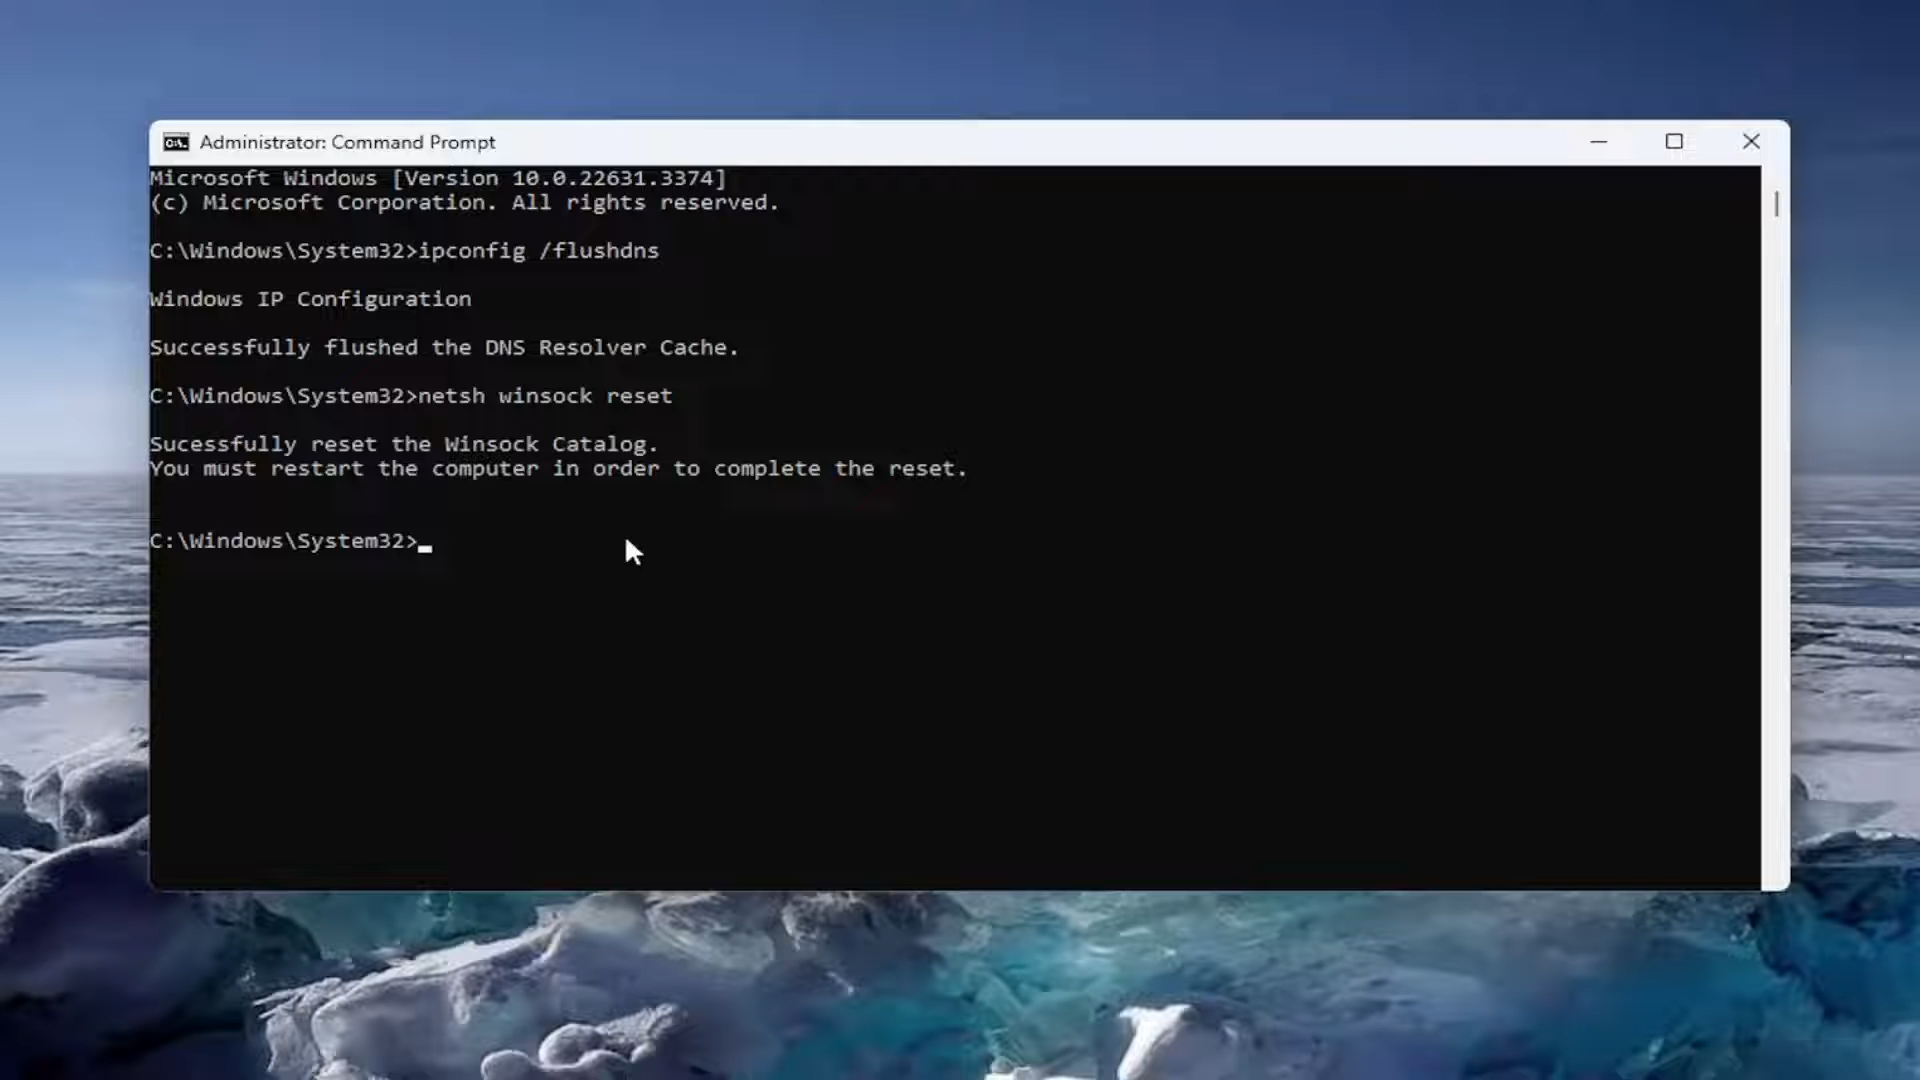 Administrator: Command Prompt
Microsoft Windows [Version 10.0.22631.3374]
(c) Microsoft Corporation. All rights reserved.
C:\Windows\System32>ipconfig /flushdns
Windows IP Configuration
Successfully flushed the DNS Resolver Cache.
C:\Windows\System32>netsh winsock reset
Sucessfully reset the Winsock Catalog.
You must restart the computer in order to complete the reset.
C:\Windows\System32>